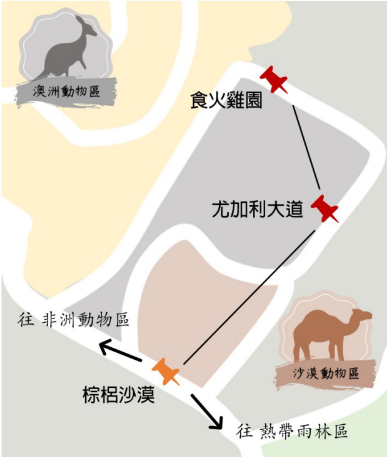 澳洲動物區
食火雞園
尤加利大道
往 非洲動物區
沙漠動物區
棕梠沙漠
往 熱帶雨林區